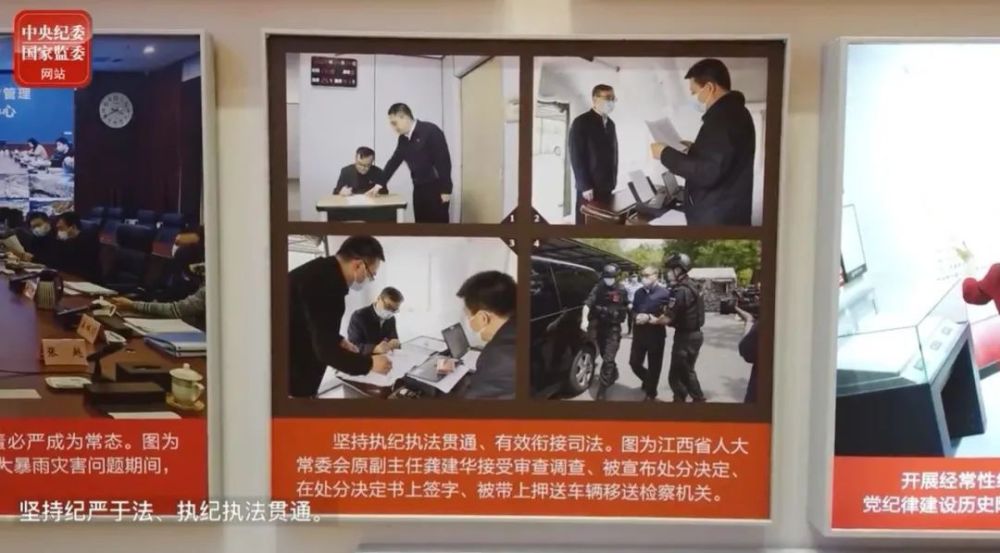 中央纪委
国家监委
网站
管理
心
张
1
2
3
4
必严成为常态。图为
大暴雨灾害问题期间，
坚持执纪执法贯通、有效衔接司法。图为江西省人大
常委会原副主任龚建华接受审查调查、被宣布处分决定、
在处分决定书上签字、被带上押送车辆移送检察机关。
开展经常性
党纪律建设历史
坚持纪严于法、执纪执法贯通。